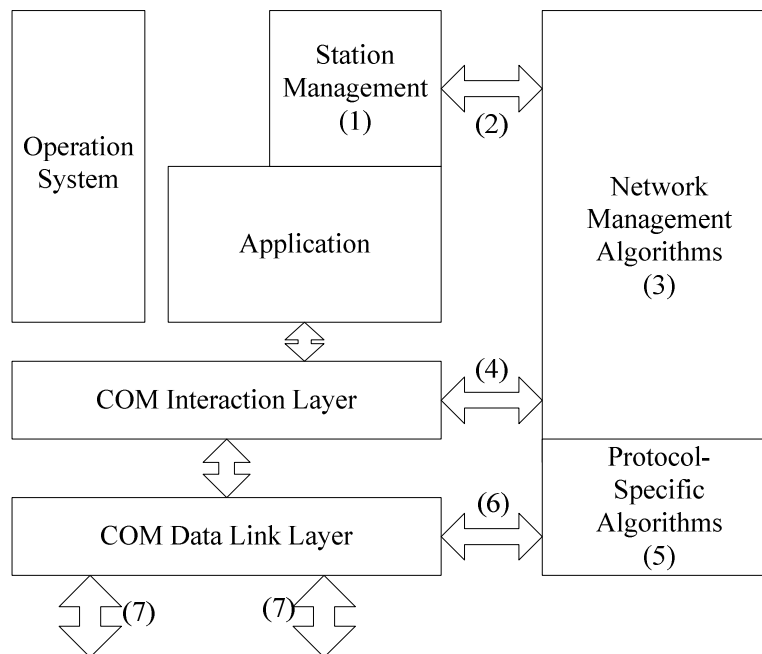 Station
Management
(1)
(2)
Operation
System
Application
Network
Management
Algorithms
(3)
COM Interaction Layer
(4)
Protocol-
Specific
Algorithms
(5)
COM Data Link Layer
(6)
(7)
(7)